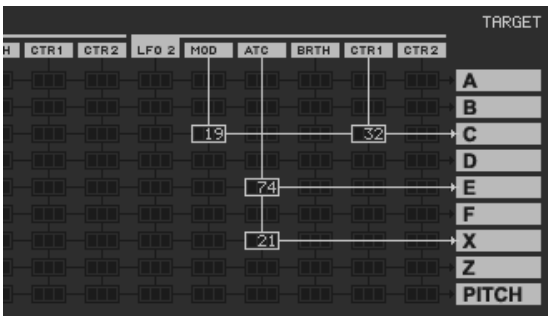 TARGET
H CTR1 CTR2 LFO 2 MOD ATC BRTH CTR1 CTR2
A
B
19 32 C
D
74 E
F
21 X
Z
PITCH